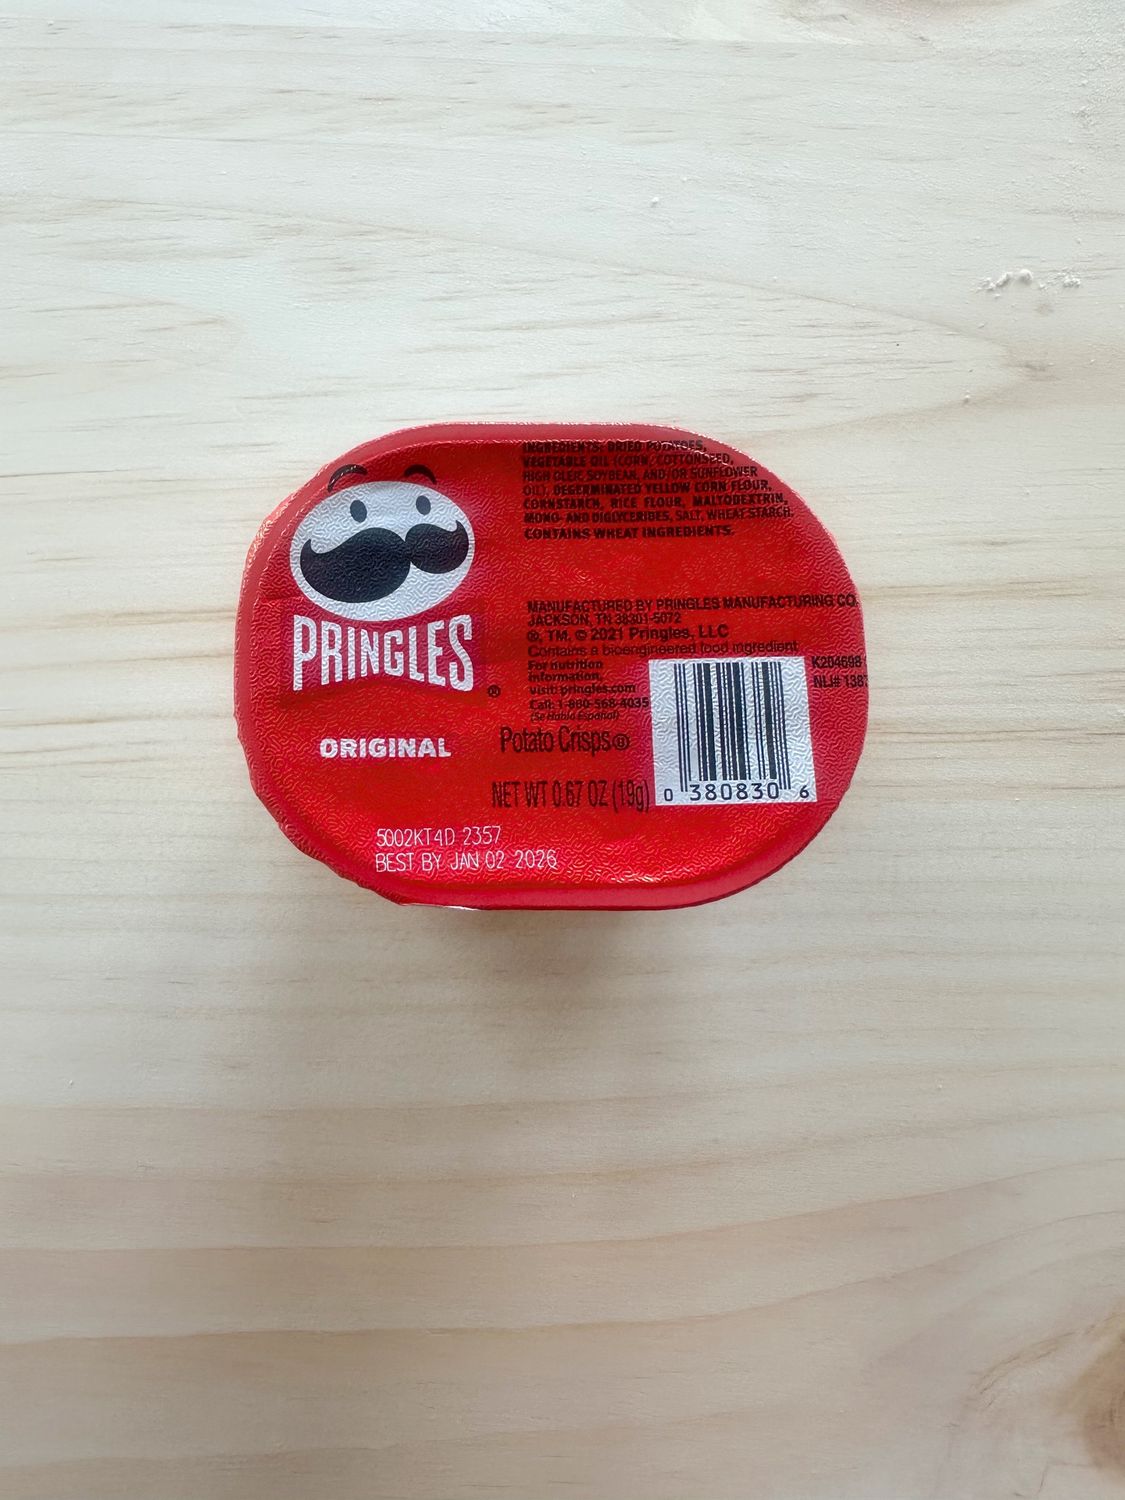 PRINGLES
®
ORIGINAL
INGREDIENTS: DRIED POTATOES,
VEGETABLE OIL (CORN, COTTONSEED,
HIGH OLEIC SOYBEAN, AND/OR SUNFLOWER
OIL), DEGERMINATED YELLOW CORN FLOUR,
CORNSTARCH, RICE FLOUR, MALTODEXTRIN,
MONO- AND DIGLYCERIDES, SALT, WHEAT STARCH.
CONTAINS WHEAT INGREDIENTS.
MANUFACTURED BY PRINGLES MANUFACTURING CO.
JACKSON, TN 38301-5072
®, TM, © 2021 Pringles, LLC
Contains a bioengineered food ingredient
For nutrition
information,
visit: pringles.com
Call: 1-800-568-4035
(Se Habla Español)
K204698
NLI# 138
Potato Crisps®
NET WT 0.67 OZ (19g)
0 380830 6
5002KT4D 2357
BEST BY JAN 02 2026